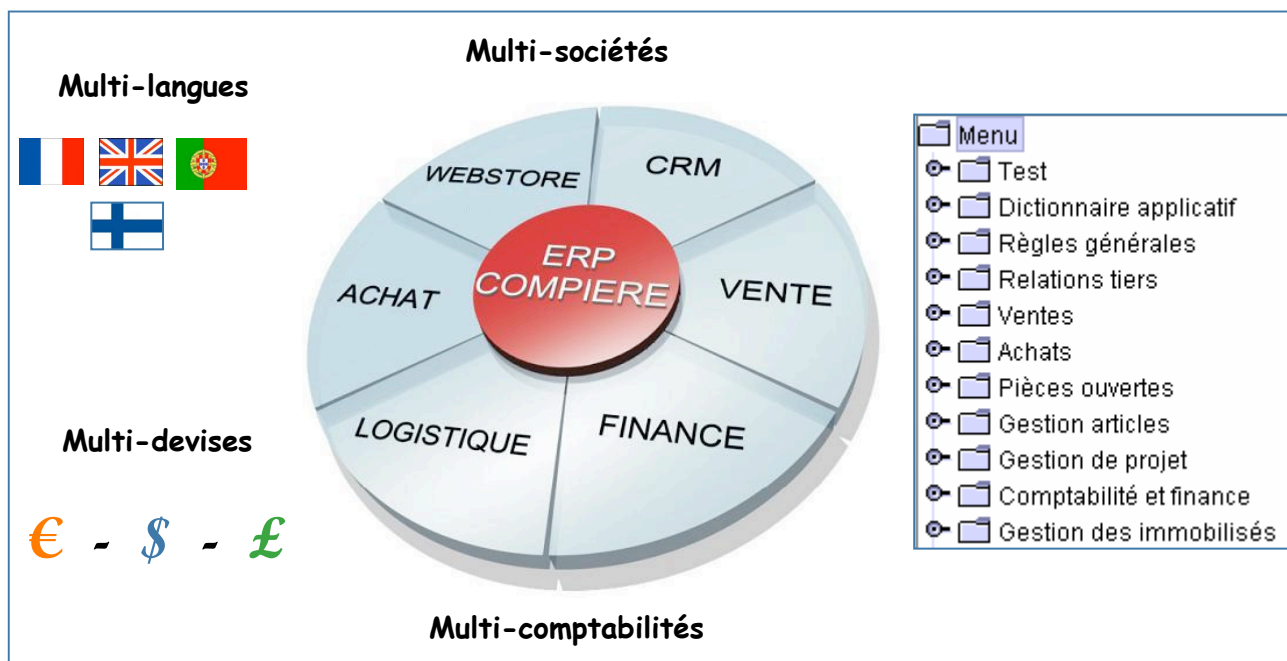 Multi-sociétés
Multi-langues
WEBSTORE
CRM
ERP
COMPIERE
ACHAT
VENTE
LOGISTIQUE
FINANCE
Multi-devises
€ - $ - £
Multi-comptabilités
Menu
Test
Dictionnaire applicatif
Règles générales
Relations tiers
Ventes
Achats
Pièces ouvertes
Gestion articles
Gestion de projet
Comptabilité et finance
Gestion des immobilisés